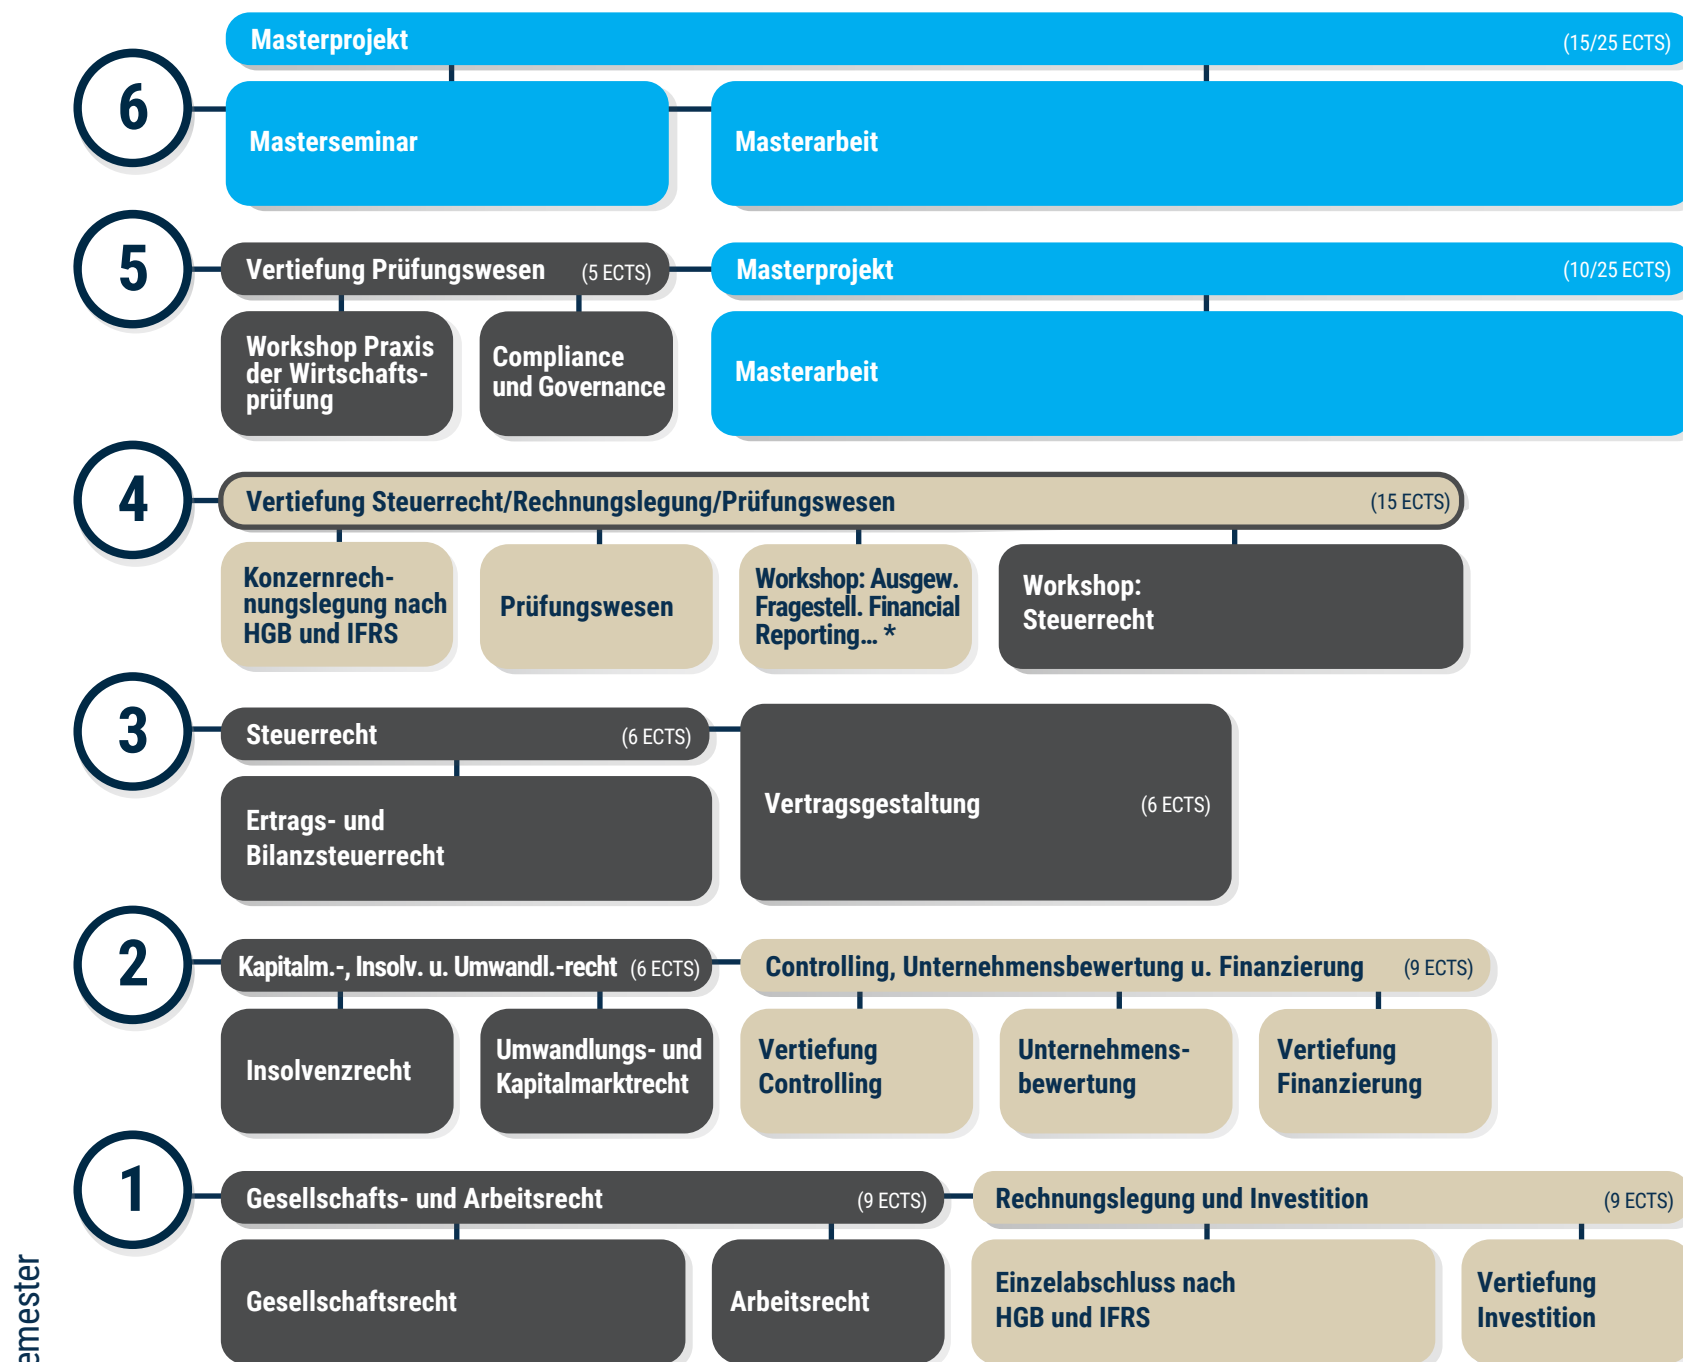 Masterprojekt (15/25 ECTS)
6
Masterseminar
Masterarbeit
5
Vertiefung Prüfungswesen (5 ECTS)
Masterprojekt (10/25 ECTS)
Workshop Praxis
der Wirtschafts-
prüfung
Compliance
und Governance
Masterarbeit
4
Vertiefung Steuerrecht/Rechnungslegung/Prüfungswesen (15 ECTS)
Konzernrech-
nungslegung nach
HGB und IFRS
Prüfungswesen
Workshop: Ausgew.
Fragestell. Financial
Reporting... *
Workshop:
Steuerrecht
3
Steuerrecht (6 ECTS)
Ertrags- und
Bilanzsteuerrecht
Vertragsgestaltung (6 ECTS)
2
Kapitalm.-, Insolv. u. Umwandl.-recht (6 ECTS)
Controlling, Unternehmensbewertung u. Finanzierung (9 ECTS)
Insolvenzrecht
Umwandlungs- und
Kapitalmarktrecht
Vertiefung
Controlling
Unternehmens-
bewertung
Vertiefung
Finanzierung
1
Gesellschafts- und Arbeitsrecht (9 ECTS)
Rechnungslegung und Investition (9 ECTS)
Gesellschaftsrecht
Arbeitsrecht
Einzelabschluss nach
HGB und IFRS
Vertiefung
Investition
emester